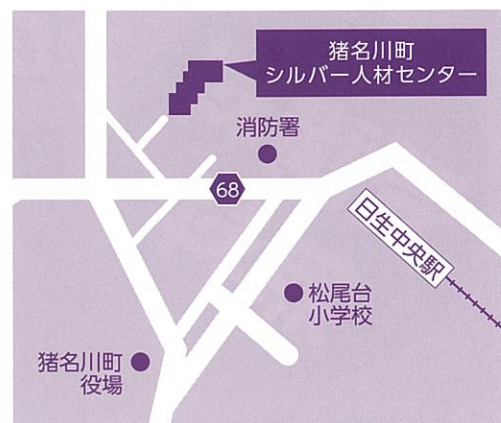 猪名川町
シルバー人材センター
消防署
68
日生中央駅
松尾台
小学校
猪名川町
役場